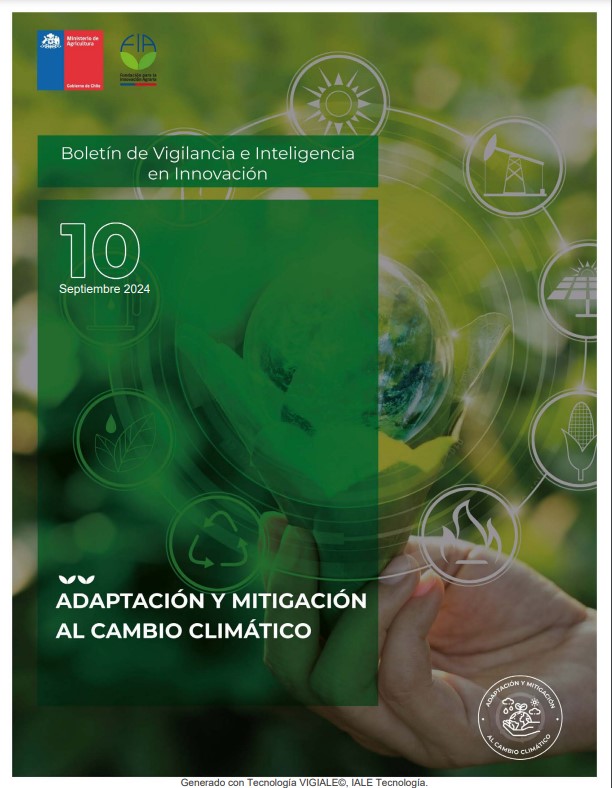 Ministerio de
Agricultura
Gobierno de Chile
FIA
Fundación para la
Innovación Agraria
Boletín de Vigilancia e Inteligencia
en Innovación
10
Septiembre 2024
ADAPTACIÓN Y MITIGACIÓN
AL CAMBIO CLIMÁTICO
ADAPTACIÓN Y MITIGACIÓN
AL CAMBIO CLIMÁTICO
Generado con Tecnología VIGIALE©, IALE Tecnología.